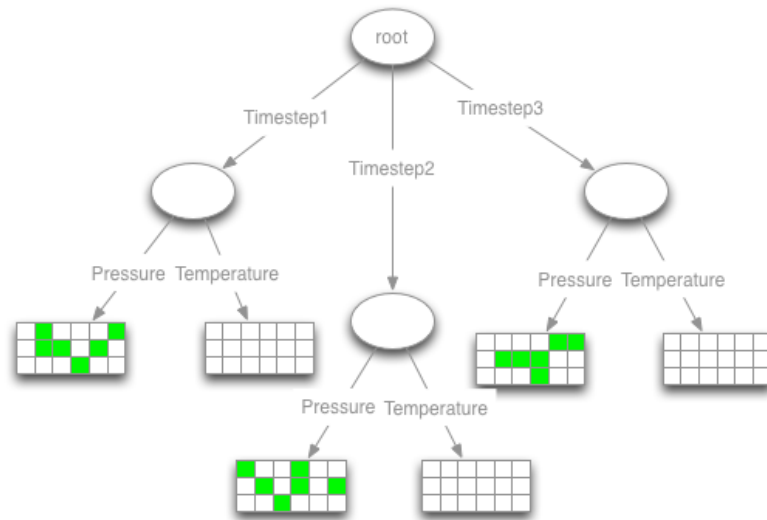 root
Timestep1
Timestep3
Timestep2
Pressure Temperature
Pressure Temperature
Pressure Temperature